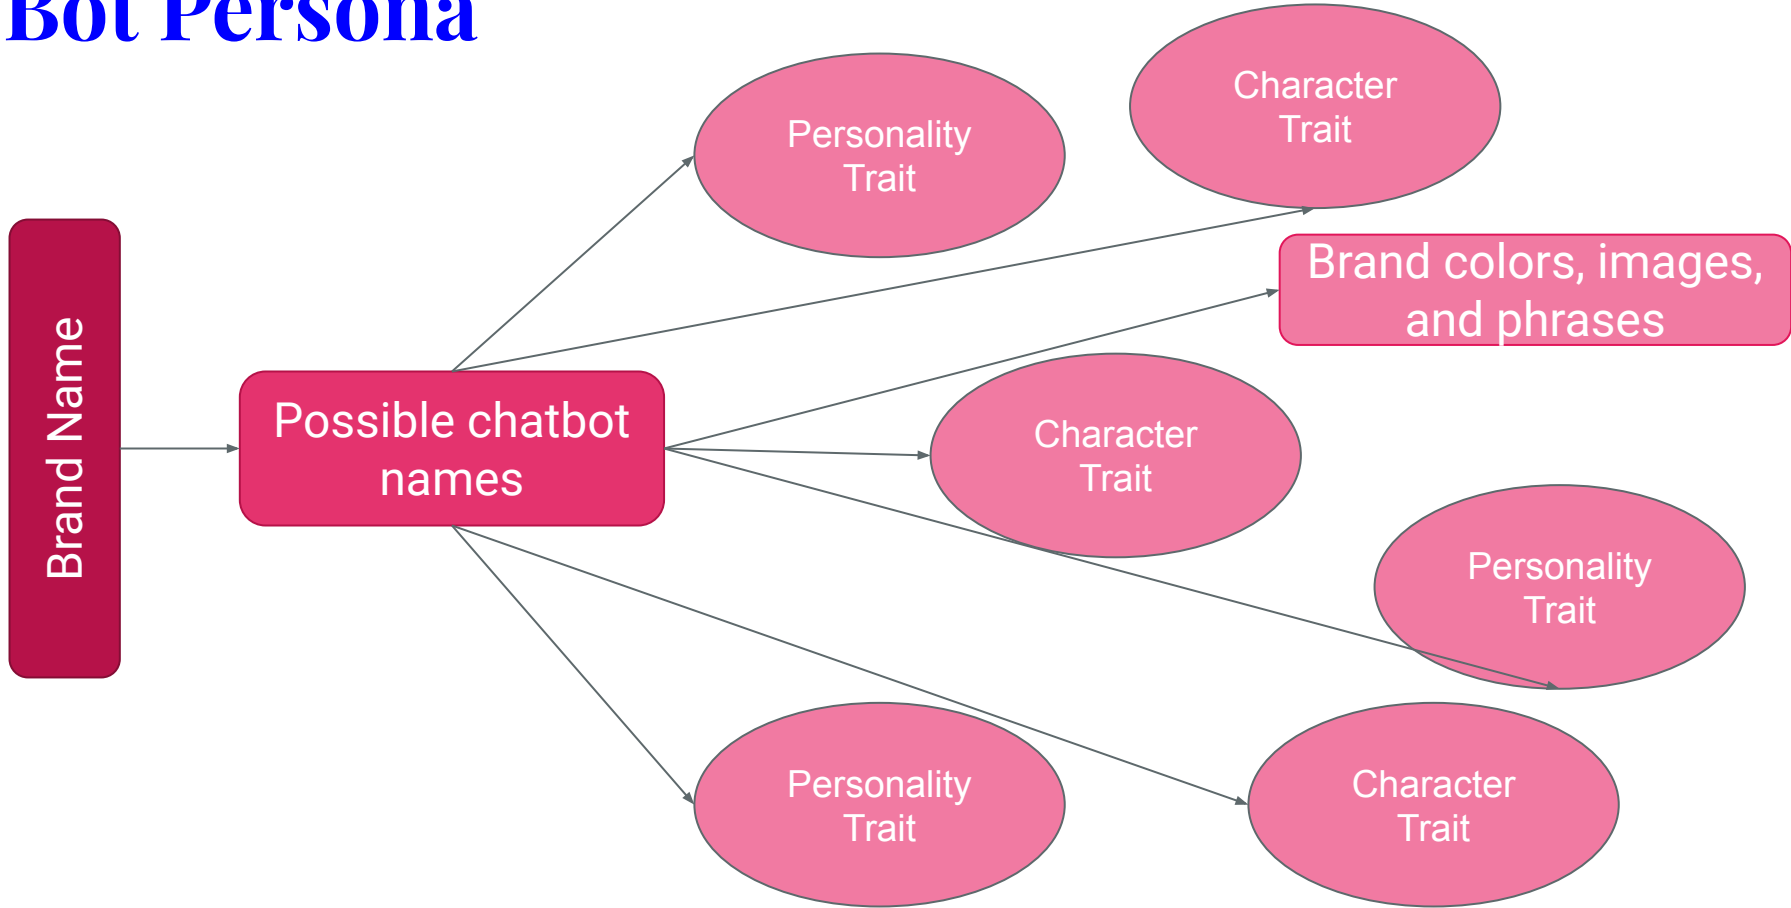 Bot Persona
Personality
Trait
Character
Trait
Brand colors, images,
and phrases
Brand Name
Possible chatbot
names
Character
Trait
Personality
Trait
Personality
Trait
Character
Trait